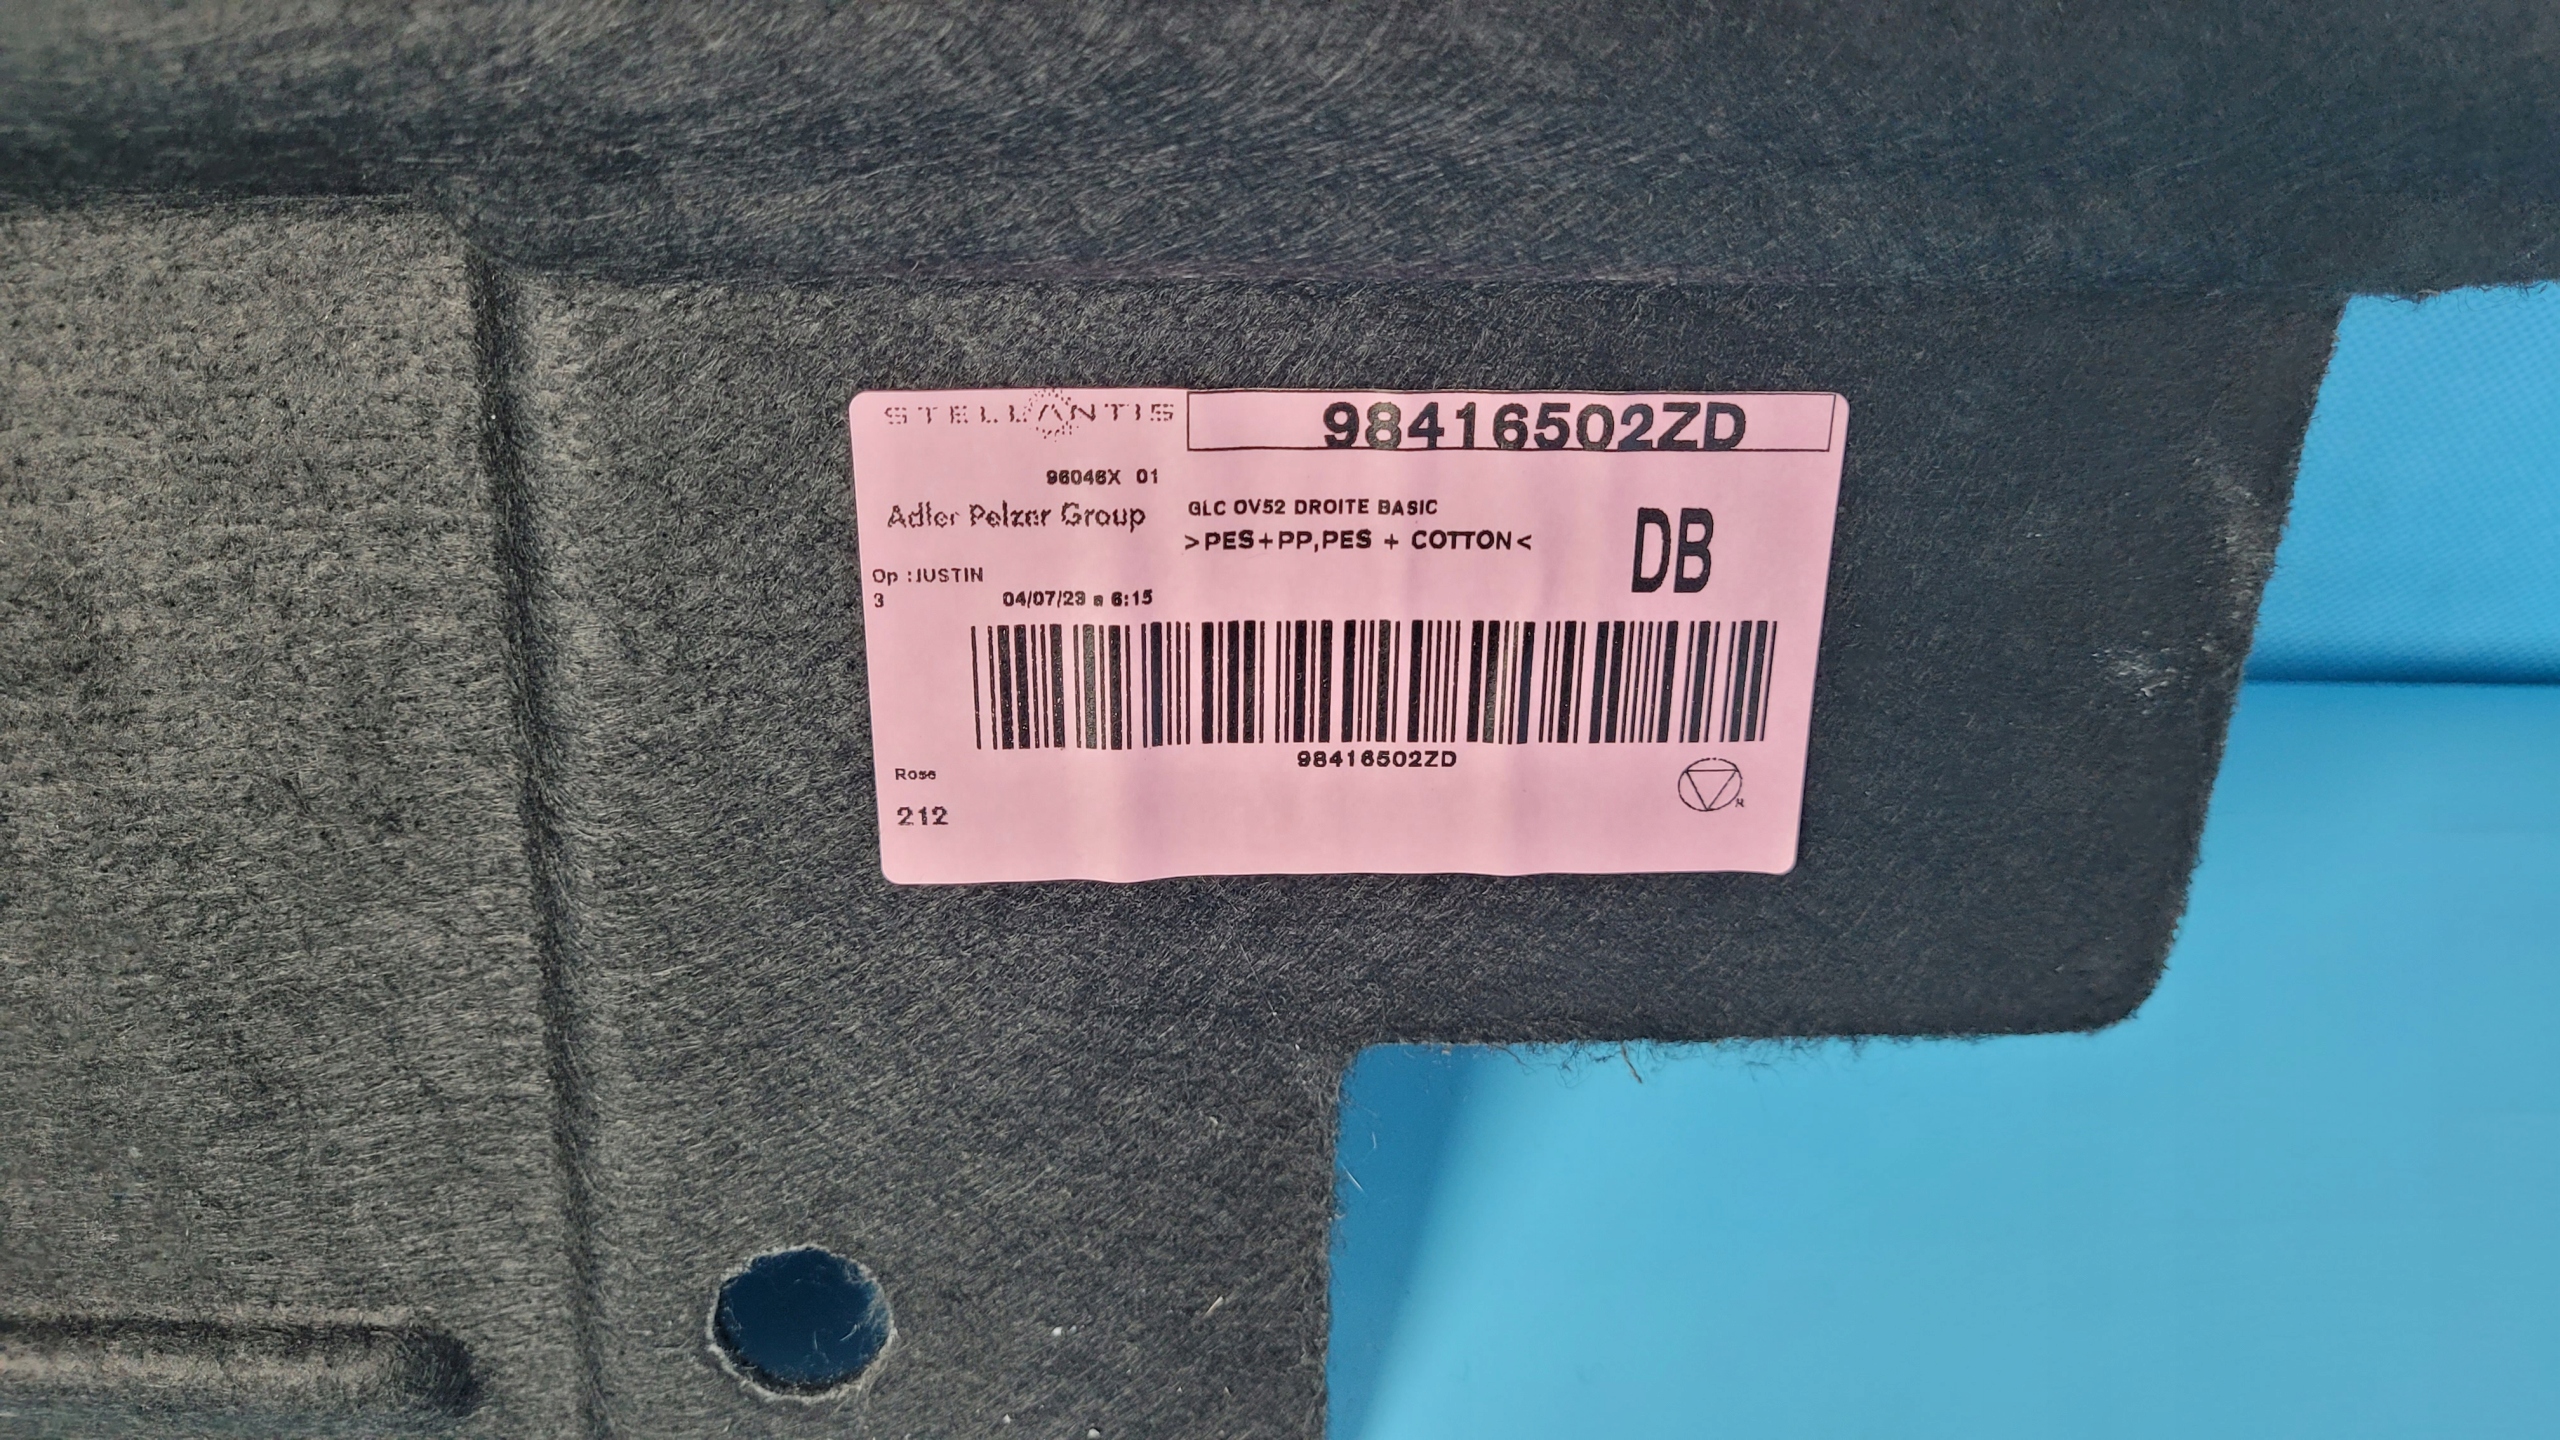 STELLANTIS
98416502ZD
96046X 01
Adler Pelzer Group
GLC OV52 DROITE BASIC
>PES+PP,PES + COTTON<
DB
Op :JUSTIN
3
04/07/23 a 6:15
98416502ZD
Rose
212